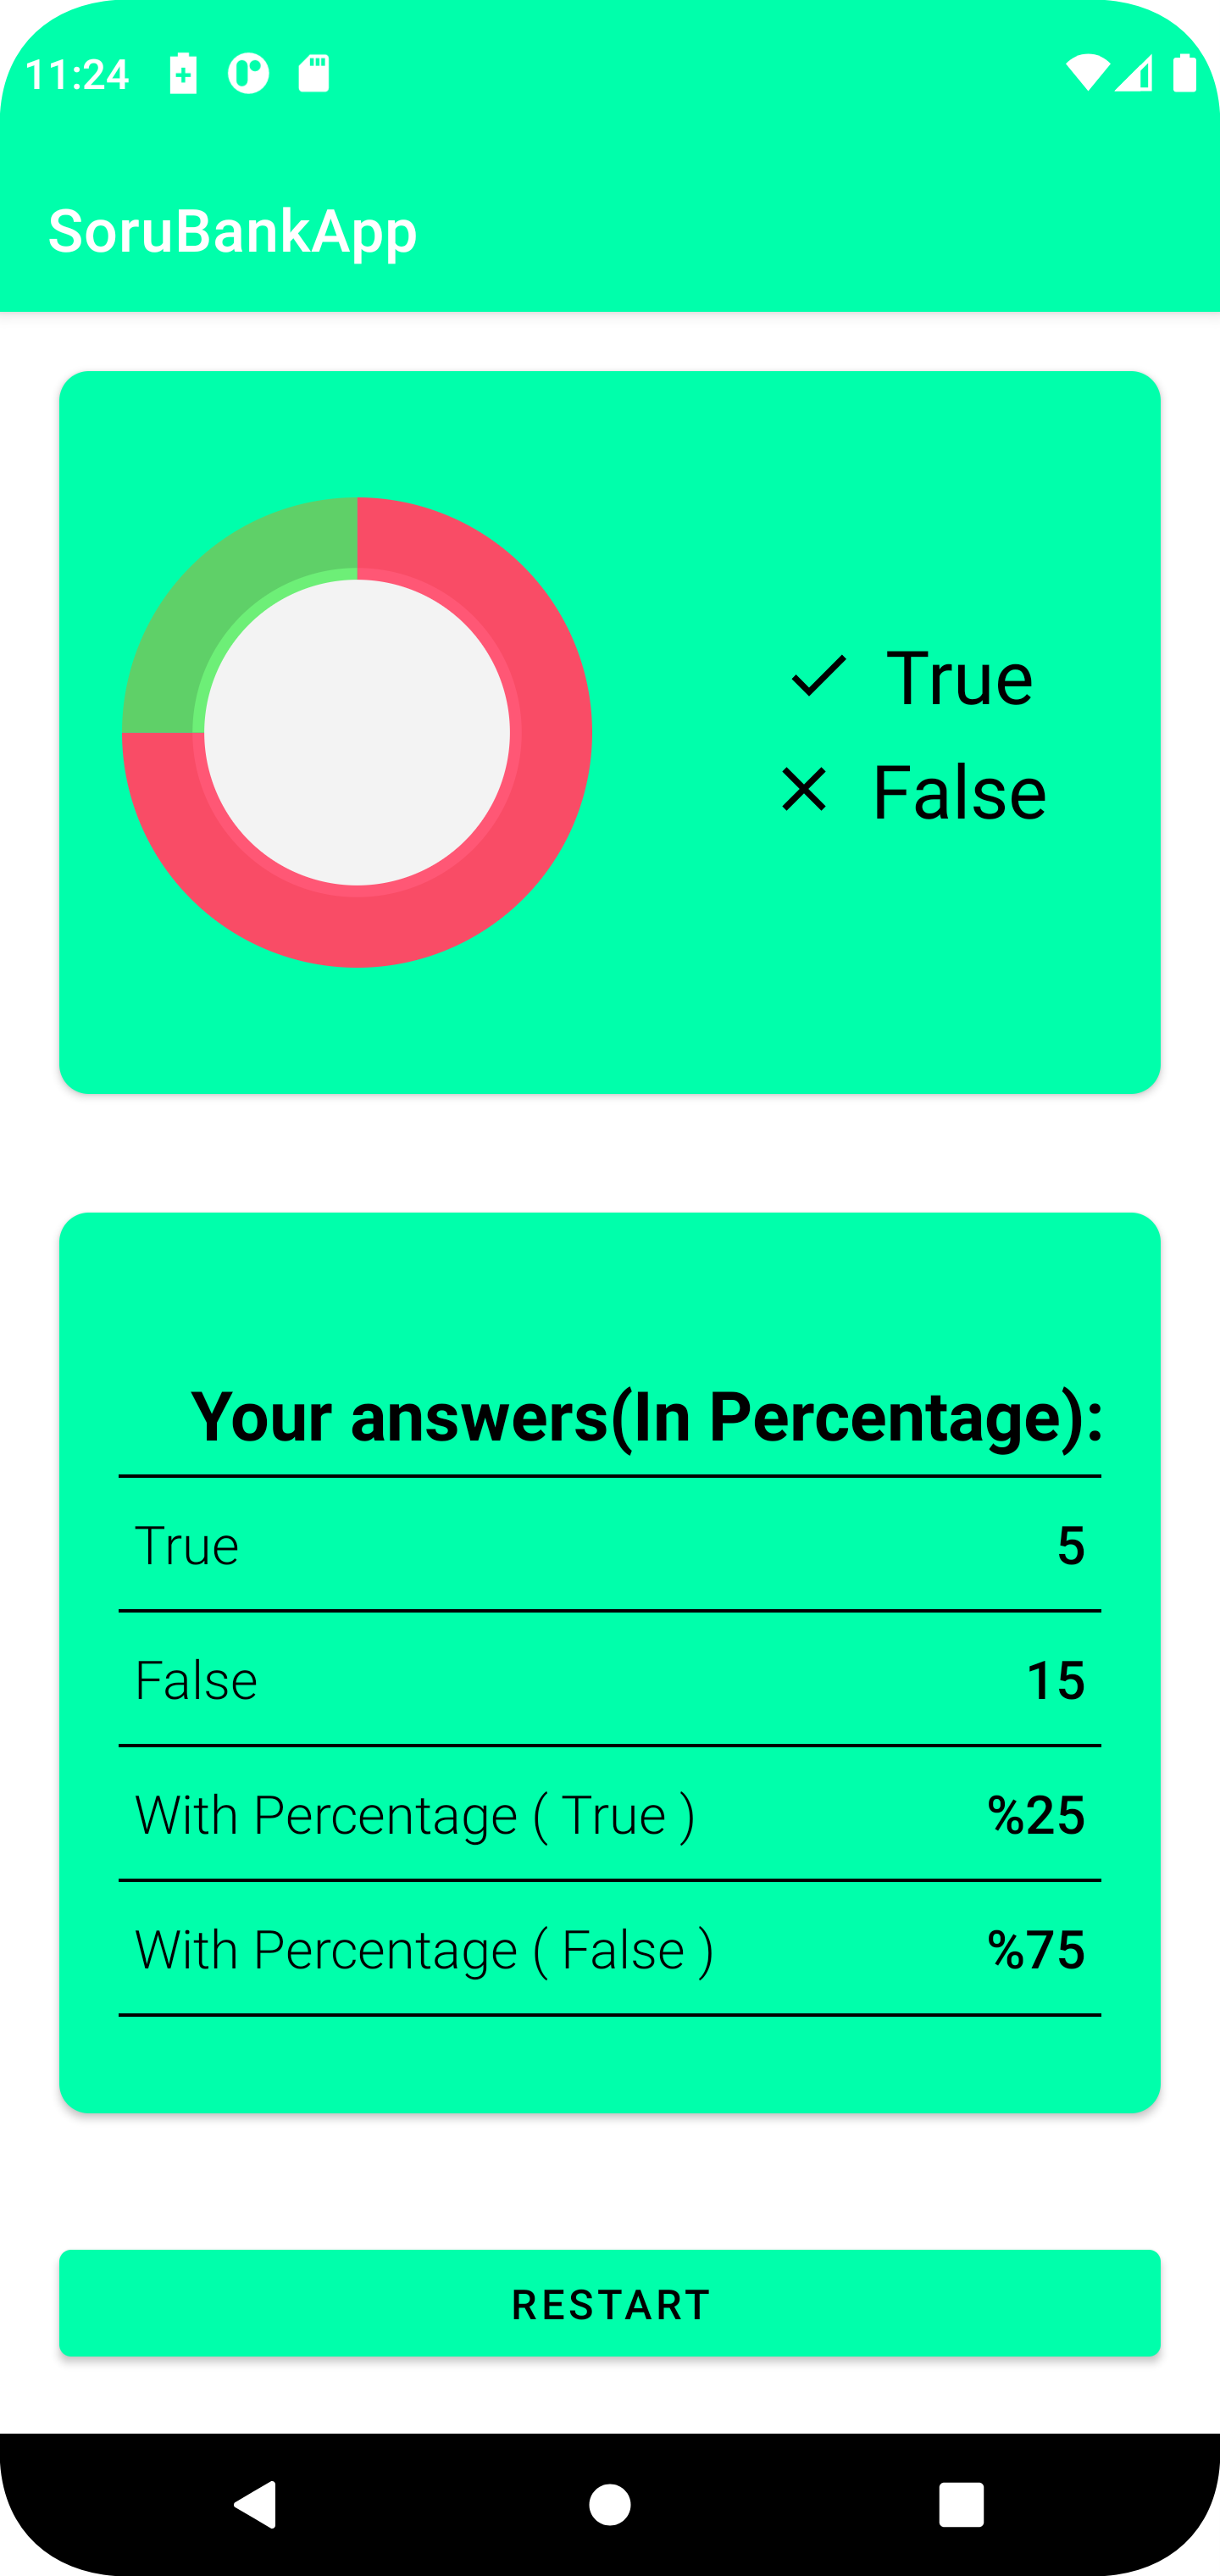 11:24
SoruBankApp
True
False
Your answers(In Percentage):
True 5
False 15
With Percentage ( True ) %25
With Percentage ( False ) %75
RESTART